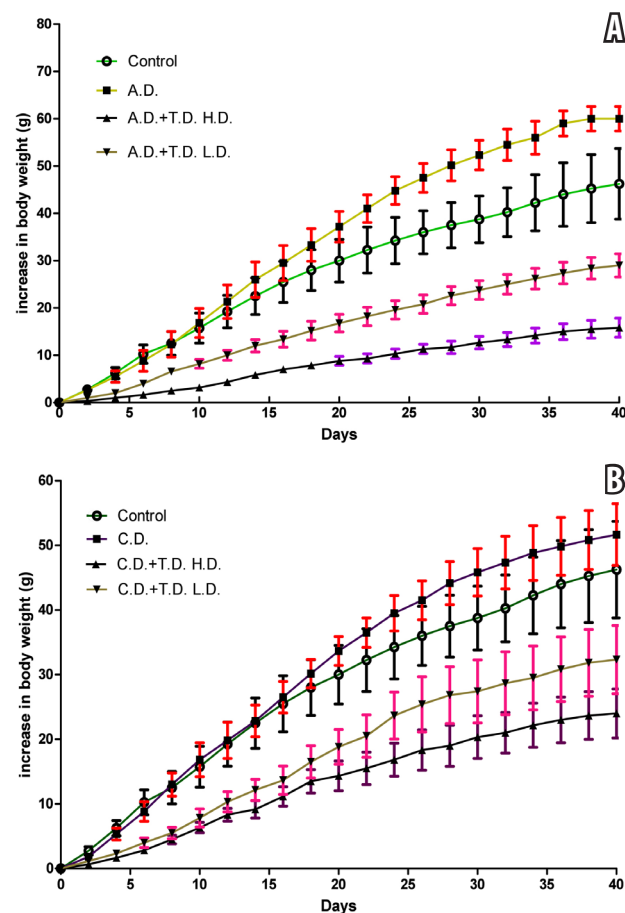 A
increase in body weight (g)
80
70
60
50
40
30
20
10
0
Control
A.D.
A.D.+T.D. H.D.
A.D.+T.D. L.D.
0 5 10 15 20 25 30 35 40
Days
B
increase in body weight (g)
60
50
40
30
20
10
0
Control
C.D.
C.D.+T.D. H.D.
C.D.+T.D. L.D.
0 5 10 15 20 25 30 35 40
Days